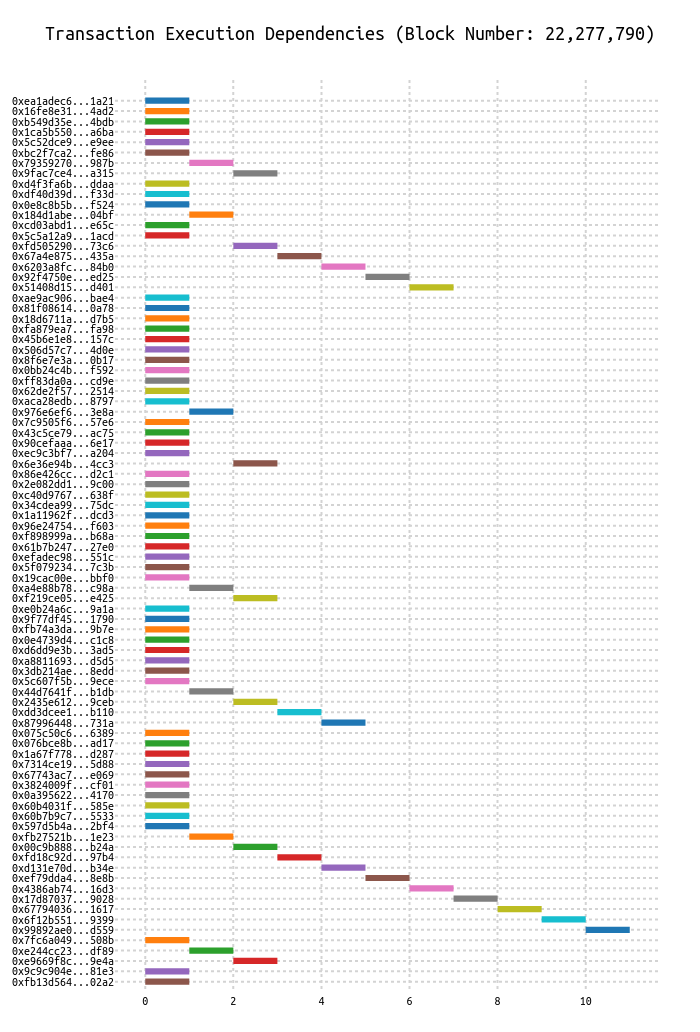 Transaction Execution Dependencies (Block Number: 22,277,790)
0xea1adec6...1a21
0x16fe8e31...4ad2
0xb549d35e...4bdb
0x1ca5b550...a6ba
0x5c52dce9...e9ee
0xbc2f7ca2...fe86
0x79359270...987b
0x9fac7ce4...a315
0xd4f3fa6b...ddaa
0xdf40d39d...f33d
0x0e8c8b5b...f524
0x184d1abe...04bf
0xcd03abd1...e65c
0x5c5a12a9...1acd
0xfd505290...73c6
0x67a4e875...435a
0x6203a8fc...84b0
0x92f4750e...ed25
0x51408d15...d401
0xae9ac906...bae4
0x81f08614...0a78
0x18d6711a...d7b5
0xfa879ea7...fa98
0x45b6e1e8...157c
0x506d57c7...4d0e
0x8f6e7e3a...0b17
0x0bb24c4b...f592
0xff83da0a...cd9e
0x62de2f57...2514
0xaca28edb...8797
0x976e6ef6...3e8a
0x7c9505f6...57e6
0x43c5ce79...ac75
0x90cefaaa...6e17
0xec9c3bf7...a204
0x6e36e94b...4cc3
0x86e426cc...d2c1
0x2e082dd1...9c00
0xc40d9767...638f
0x34cdea99...75dc
0x1a11962f...dcd3
0x96e24754...f603
0xf898999a...b68a
0x61b7b247...27e0
0xefadec98...551c
0x5f079234...7c3b
0x19cac00e...bbf0
0xa4e88b78...c98a
0xf219ce05...e425
0xe0b24a6c...9a1a
0x9f77df45...1790
0xfb74a3da...9b7e
0x0e4739d4...c1c8
0xd6dd9e3b...3ad5
0xa8811693...d5d5
0x3db214ae...8edd
0x5c607f5b...9ece
0x44d7641f...b1db
0x2435e612...9ceb
0xdd3dcee1...b110
0x87996448...731a
0x075c50c6...6389
0x076bce8b...ad17
0x1a67f778...d287
0x7314ce19...5d88
0x67743ac7...e069
0x3824009f...cf01
0x0a395622...4170
0x60b4031f...585e
0x60b7b9c7...5533
0x597d5b4a...2bf4
0xfb27521b...1e23
0x00c9b888...b24a
0xfd18c92d...97b4
0xd131e70d...b34e
0xef79dda4...8e8b
0x4386ab74...16d3
0x17d87037...9028
0x67794036...1617
0x6f12b551...9399
0x99892ae0...d559
0x7fc6a049...508b
0xe244cc23...df89
0xe9669f8c...9e4a
0x9c9c904e...81e3
0xfb13d564...02a2
0 2 4 6 8 10